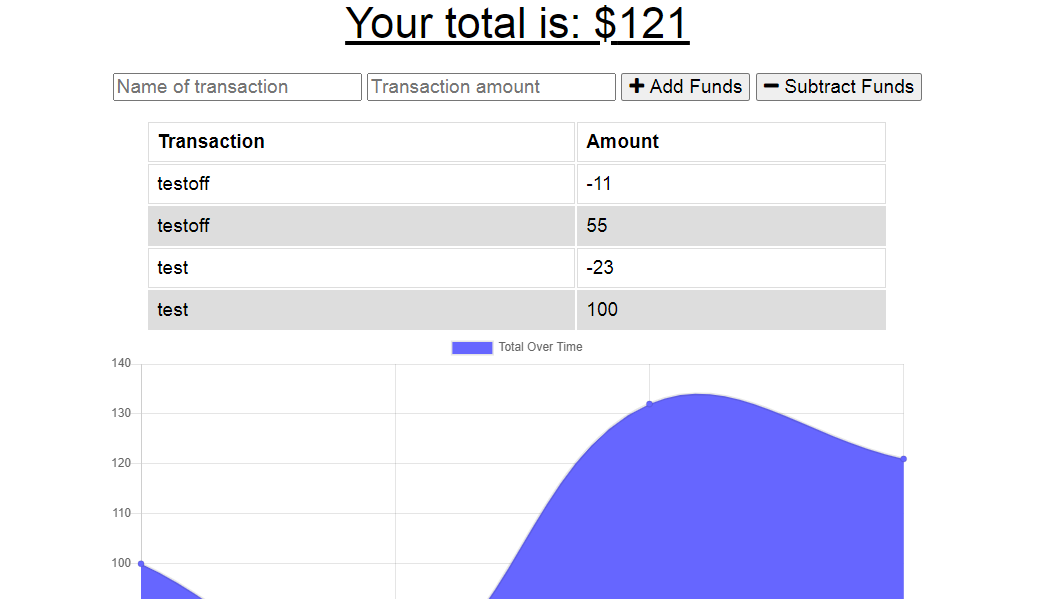 Your total is: $121
Name of transaction Transaction amount Add Funds Subtract Funds
Transaction Amount
testoff -11
testoff 55
test -23
test 100
Total Over Time
140
130
120
110
100